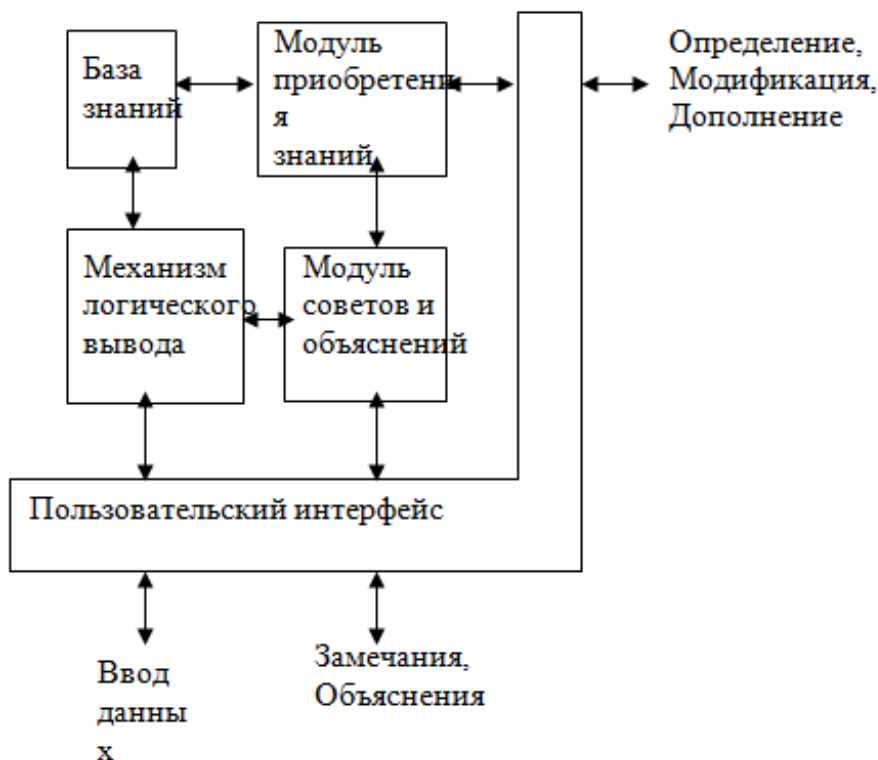 База
знаний
Модуль
приобретени
я
знаний
Определение,
Модификация,
Дополнение
Механизм
логического
вывода
Модуль
советов и
объяснений
Пользовательский интерфейс
Ввод
данны
х
Замечания,
Объяснения